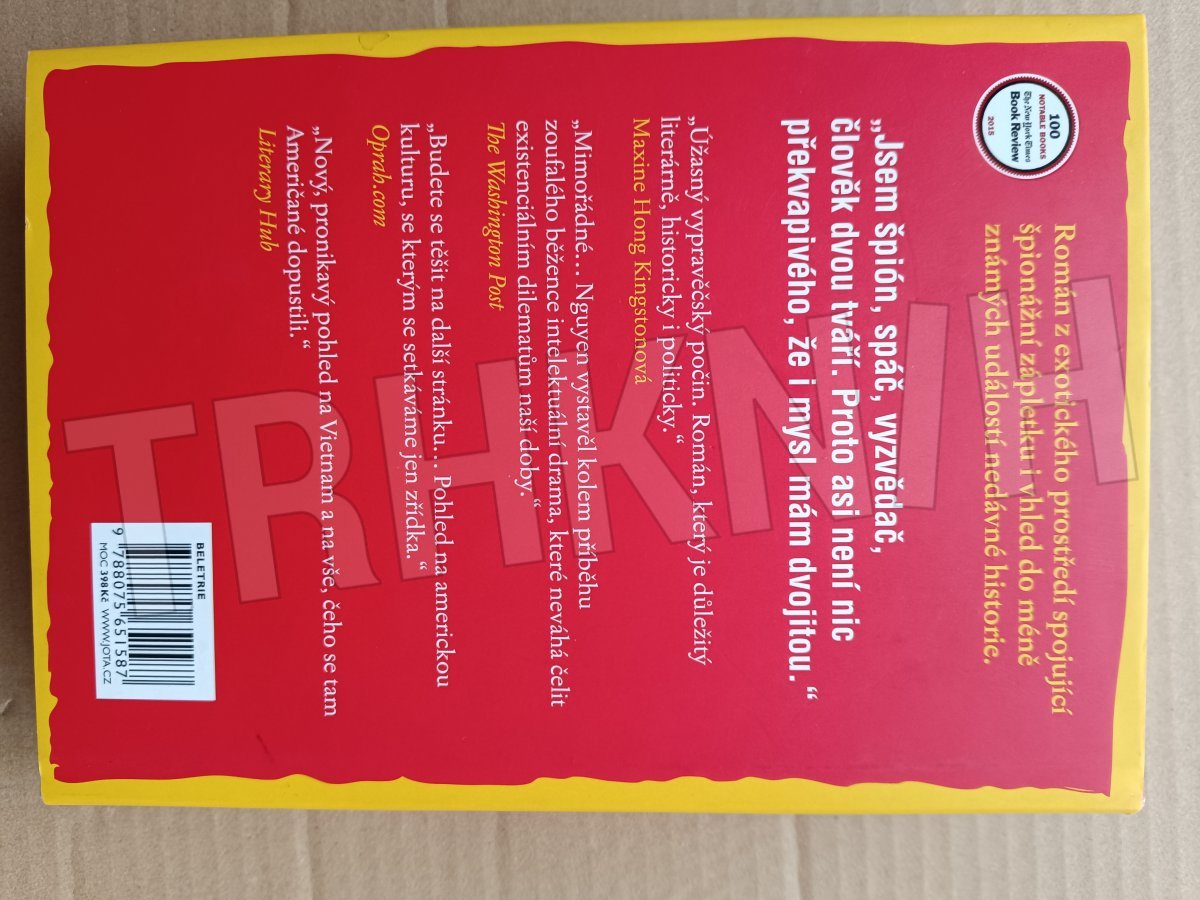 100
NOTABLE BOOKS
The New York Times
Book Review
2015
Román z exotického prostředí spojující
špionážní zápletku i vhled do méně
známých událostí nedávné historie.
„Jsem špión, spáč, vyzvědač,
člověk dvou tváří. Proto asi není nic
překvapivého, že i mysl mám dvojitou.“
„Úžasný vypravěčský počin. Román, který je důležitý
literárně, historicky i politicky.“
Maxine Hong Kingstonová
„Mimořádné… Nguyen vystavěl kolem příběhu
zoufalého běžence intelektuální drama, které neváhá čelit
existenciálním dilematům naší doby.“
The Washington Post
„Budete se těšit na další stránku… Pohled na americkou
kulturu, se kterým se setkáváme jen zřídka.“
Oprah.com
„Nový, pronikavý pohled na Vietnam a na vše, čeho se tam
Američané dopustili.“
Literary Hub
BELETRIE
9 788075 651587
MOC 398 Kč WWW.JOTA.CZ
TRHKNIH